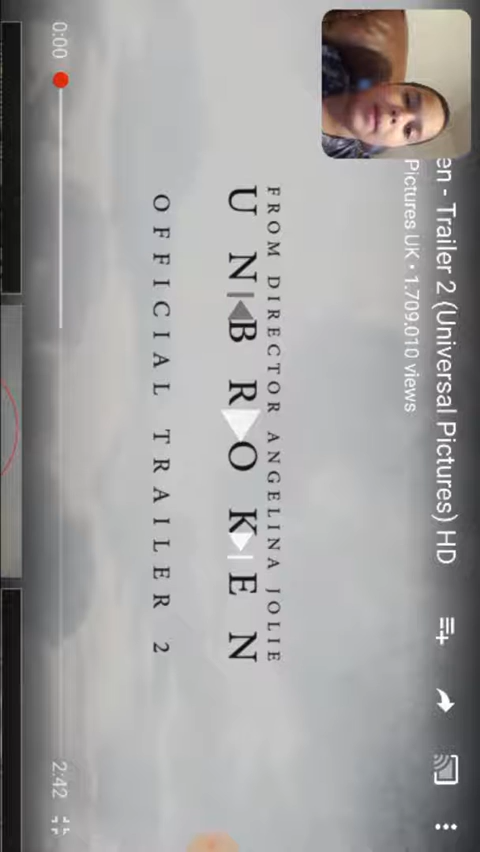 en - Trailer 2 (Universal Pictures) HD
Pictures UK • 1.709.010 views
FROM DIRECTOR ANGELINA JOLIE
UNBROKEN
OFFICIAL TRAILER 2
0:00
2:42